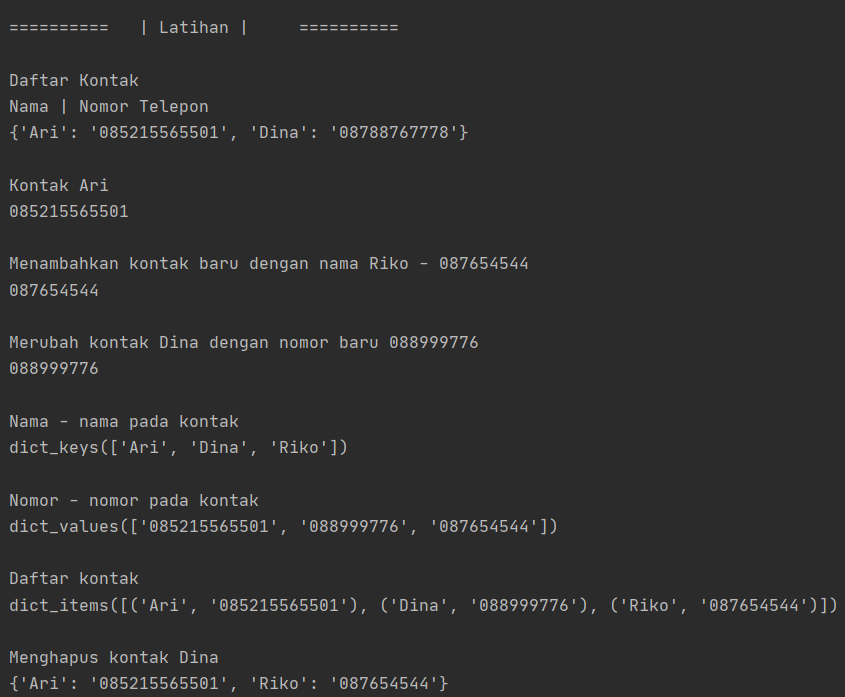 ==========   | Latihan |     ==========
Daftar Kontak
Nama | Nomor Telepon
{'Ari': '085215565501', 'Dina': '08788767778'}
Kontak Ari
085215565501
Menambahkan kontak baru dengan nama Riko - 087654544
087654544
Merubah kontak Dina dengan nomor baru 088999776
088999776
Nama - nama pada kontak
dict_keys(['Ari', 'Dina', 'Riko'])
Nomor - nomor pada kontak
dict_values(['085215565501', '088999776', '087654544'])
Daftar kontak
dict_items([('Ari', '085215565501'), ('Dina', '088999776'), ('Riko', '087654544')])
Menghapus kontak Dina
{'Ari': '085215565501', 'Riko': '087654544'}